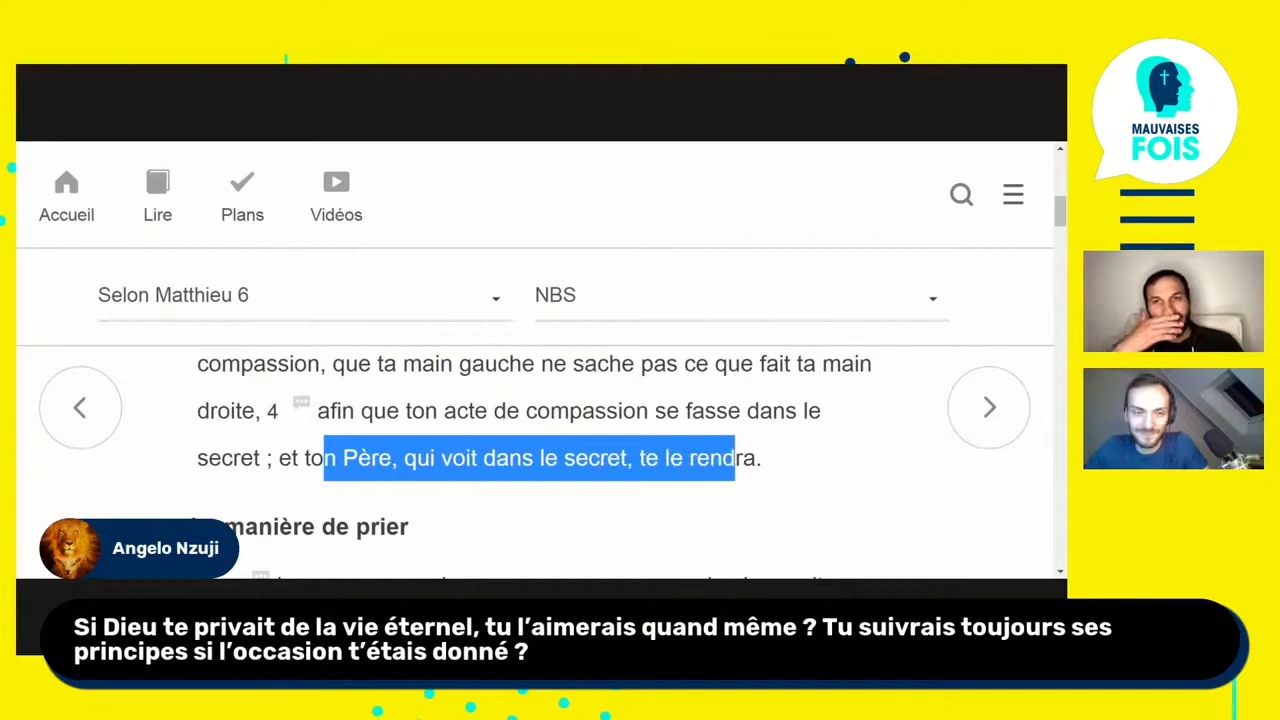 MAUVAISES
FOIS
Accueil
Lire
Plans
Vidéos
Selon Matthieu 6
NBS
compassion, que ta main gauche ne sache pas ce que fait ta main
droite, 4 afin que ton acte de compassion se fasse dans le
secret ; et ton Père, qui voit dans le secret, te le rendra.
manière de prier
Angelo Nzuji
Si Dieu te privait de la vie éternel, tu l’aimerais quand même ? Tu suivrais toujours ses
principes si l’occasion t’étais donné ?